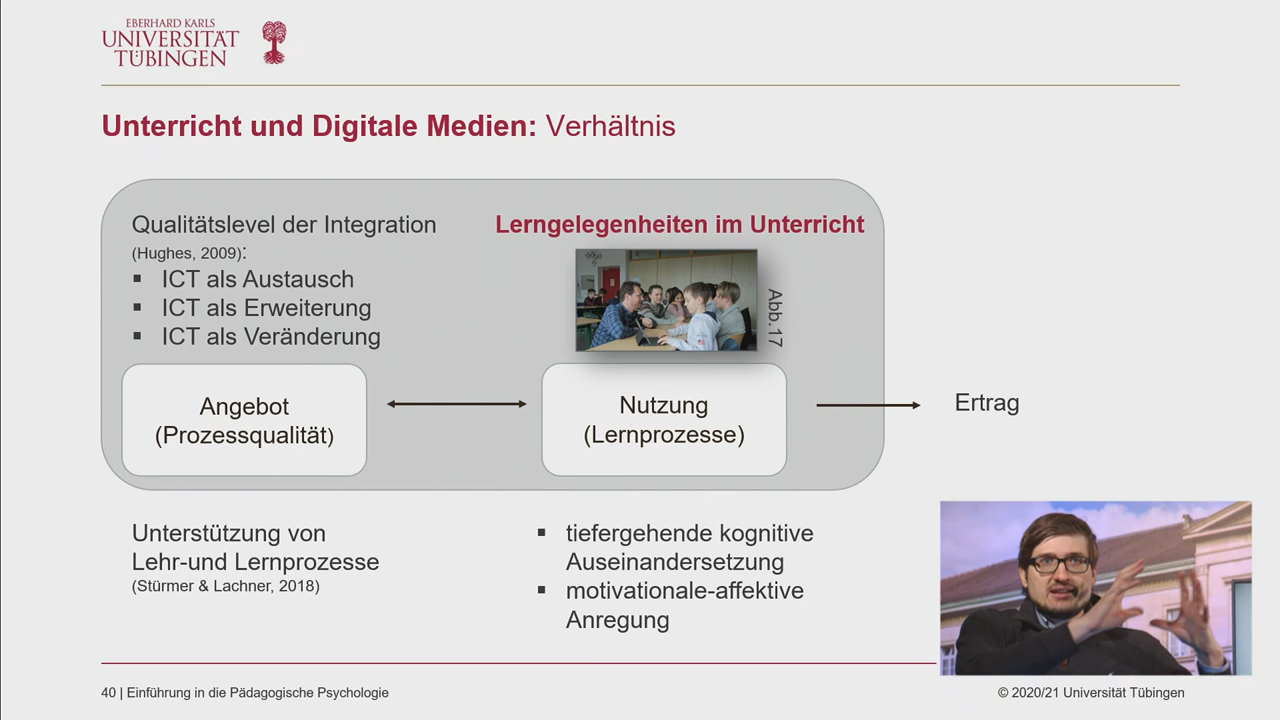 EBERHARD KARLS
UNIVERSITÄT
TÜBINGEN
Unterricht und Digitale Medien: Verhältnis
Qualitätslevel der Integration
(Hughes, 2009):
▪ ICT als Austausch
▪ ICT als Erweiterung
▪ ICT als Veränderung
Lerngelegenheiten im Unterricht
Abb.17
Angebot
(Prozessqualität)
Nutzung
(Lernprozesse)
Ertrag
Unterstützung von
Lehr-und Lernprozesse
(Stürmer & Lachner, 2018)
▪ tiefergehende kognitive
Auseinandersetzung
▪ motivationale-affektive
Anregung
40 | Einführung in die Pädagogische Psychologie
© 2020/21 Universität Tübingen